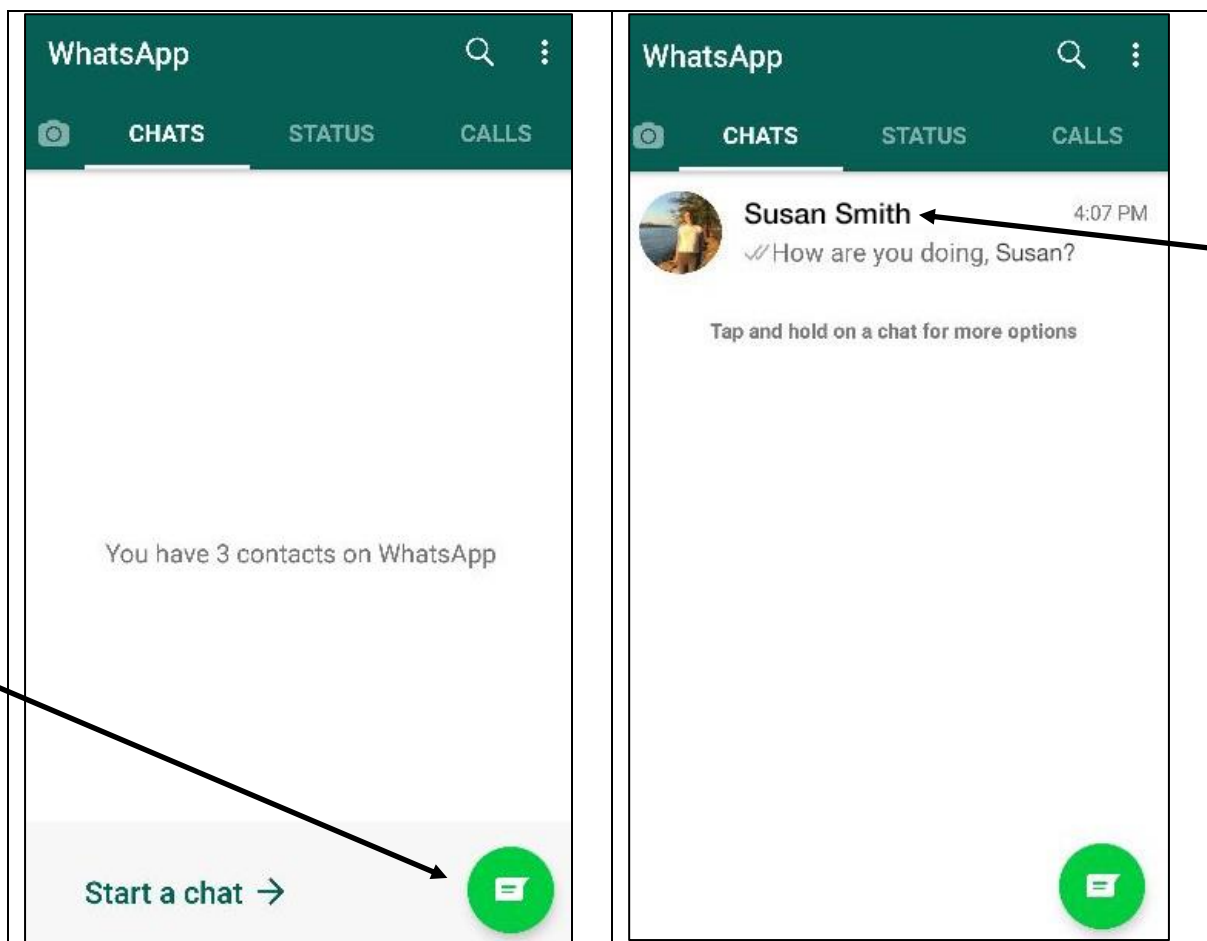 WhatsApp
CHATS STATUS CALLS
You have 3 contacts on WhatsApp
Start a chat →
WhatsApp
CHATS STATUS CALLS
Susan Smith 4:07 PM
How are you doing, Susan?
Tap and hold on a chat for more options